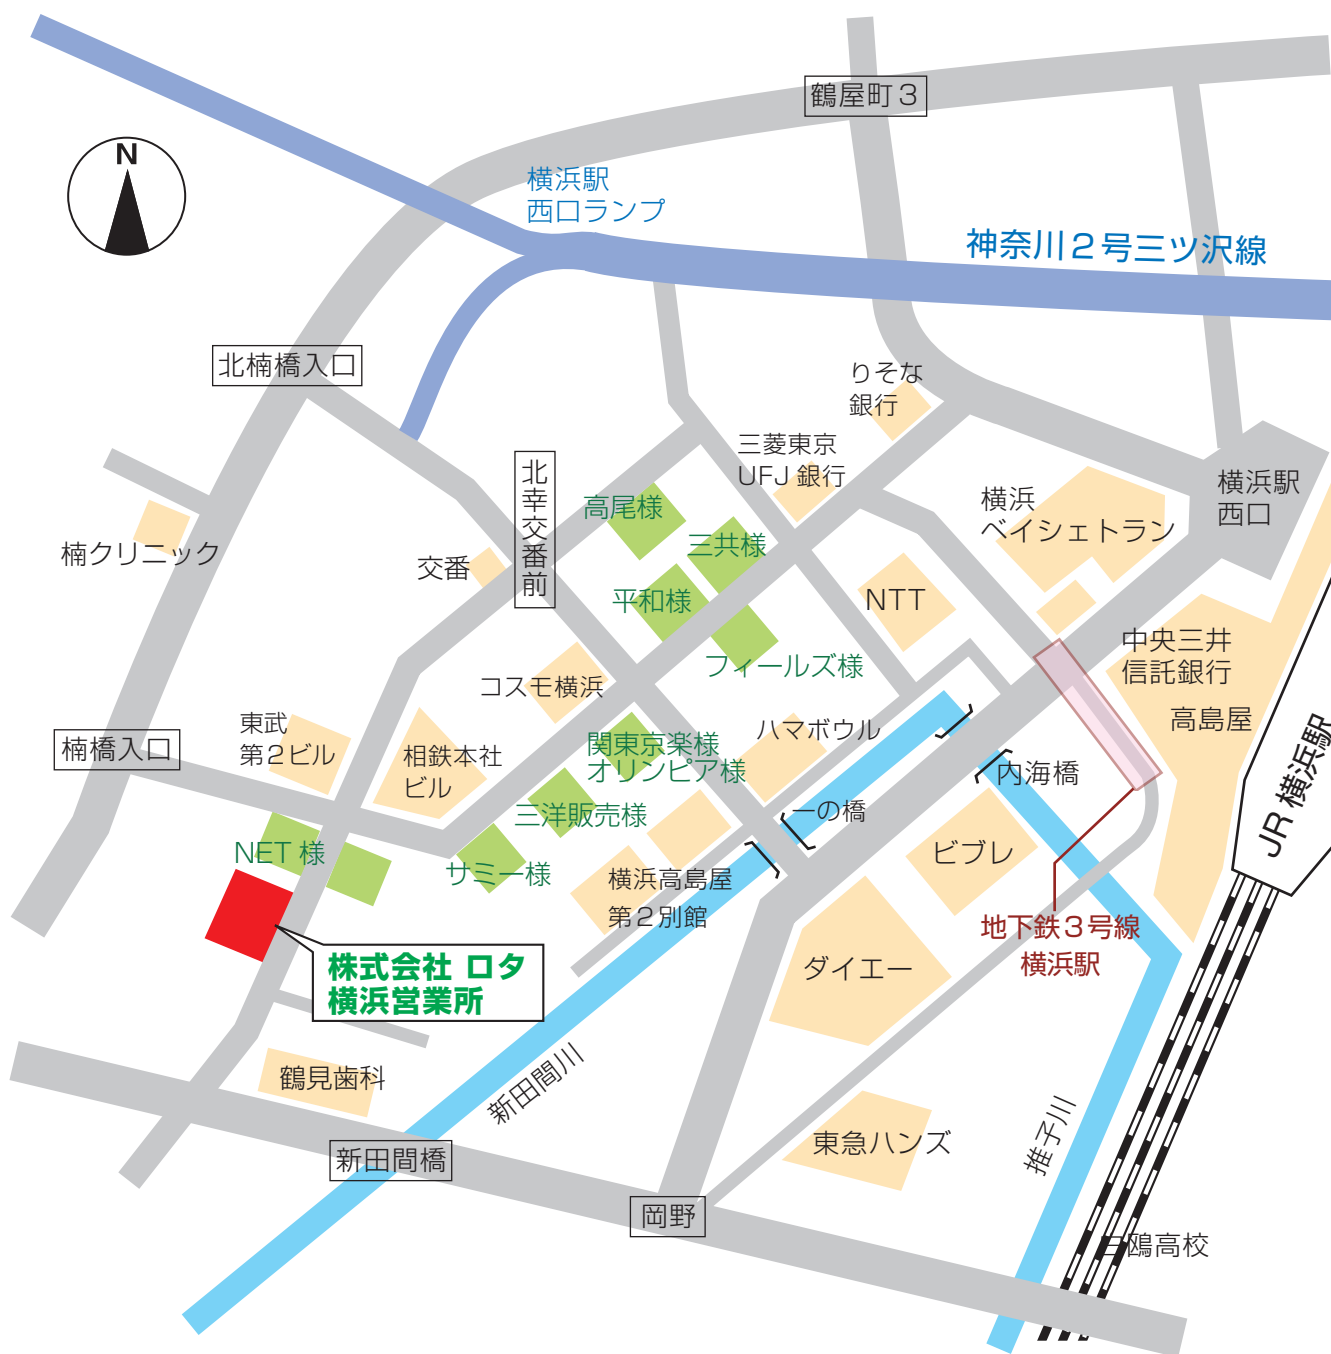 鶴屋町3
N
横浜駅
西口ランプ
神奈川2号三ツ沢線
北楠橋入口
りそな
銀行
三菱東京
UFJ 銀行
北幸交番前
高尾様
三共様
横浜
ベイシェトラン
横浜駅
西口
楠クリニック
交番
平和様
NTT
フィールズ様
中央三井
信託銀行
コスモ横浜
高島屋
東武
第2ビル
楠橋入口
相鉄本社
ビル
関東京楽様
オリンピア様
ハマボウル
内海橋
JR 横浜駅
一の橋
三洋販売様
NET 様
サミー様
ビブレ
横浜高島屋
第2別館
地下鉄3号線
横浜駅
株式会社 ロタ
横浜営業所
ダイエー
鶴見歯科
新田間川
東急ハンズ
推子川
新田間橋
岡野
白鴎高校